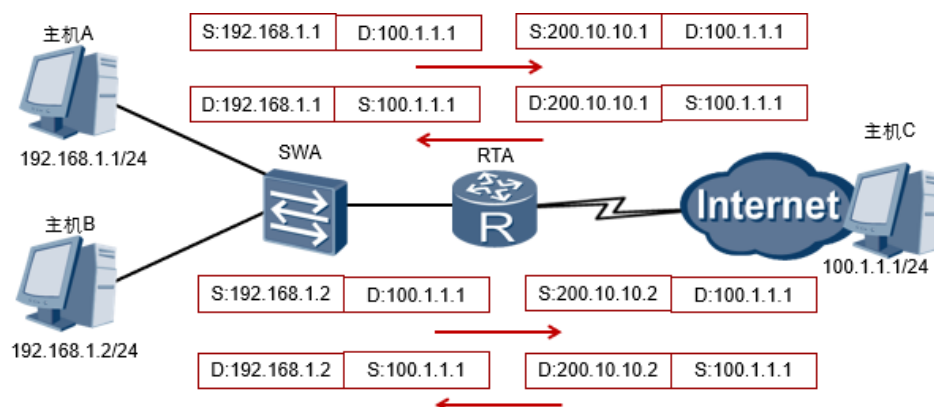 主机A
S:192.168.1.1 D:100.1.1.1 S:200.10.10.1 D:100.1.1.1
D:192.168.1.1 S:100.1.1.1 D:200.10.10.1 S:100.1.1.1
主机C
192.168.1.1/24
SWA
RTA
R
Internet
主机B
100.1.1.1/24
S:192.168.1.2 D:100.1.1.1 S:200.10.10.2 D:100.1.1.1
192.168.1.2/24
D:192.168.1.2 S:100.1.1.1 D:200.10.10.2 S:100.1.1.1